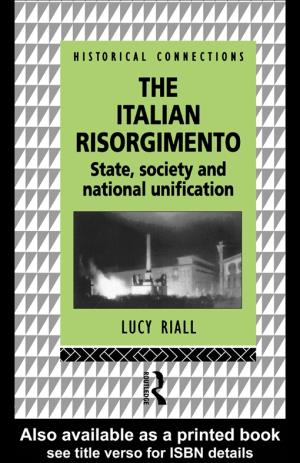 HISTORICAL CONNECTIONS
THE
ITALIAN
RISORGIMENTO
State, society and
national unification
LUCY RIALL
ROUTLEDGE
Also available as a printed book
see title verso for ISBN details